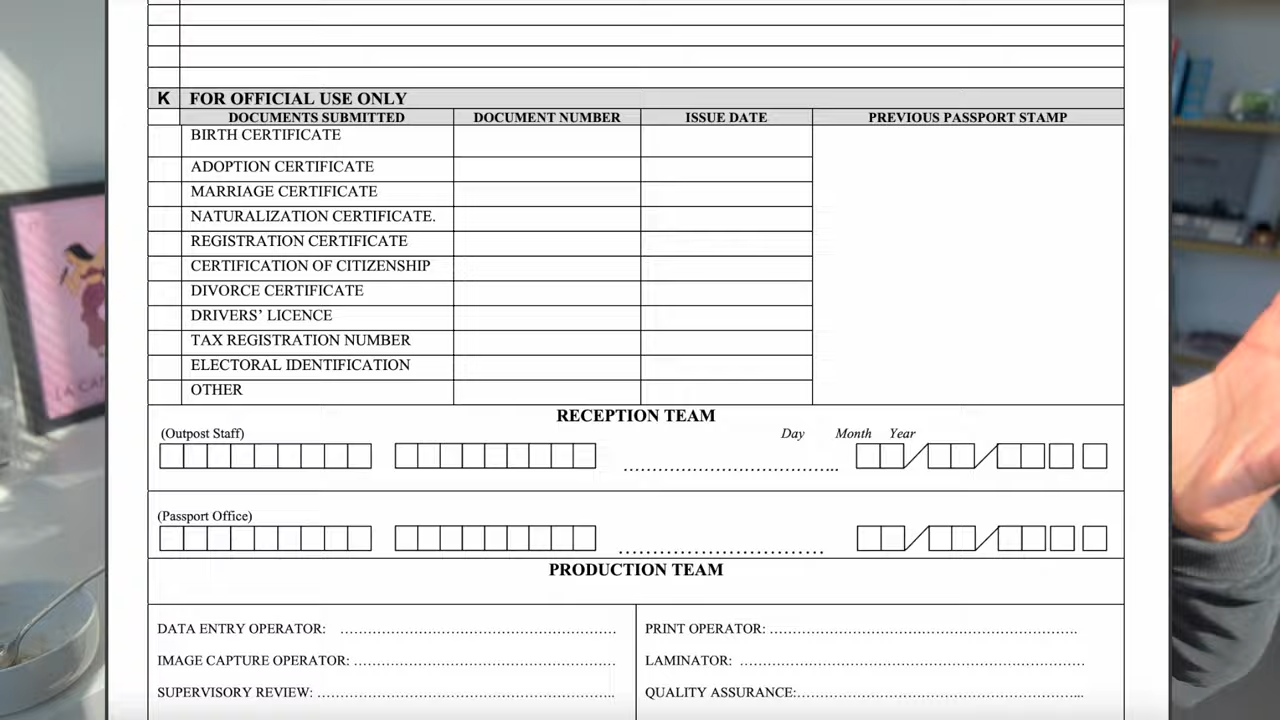 K FOR OFFICIAL USE ONLY
DOCUMENTS SUBMITTED DOCUMENT NUMBER ISSUE DATE PREVIOUS PASSPORT STAMP
BIRTH CERTIFICATE
ADOPTION CERTIFICATE
MARRIAGE CERTIFICATE
NATURALIZATION CERTIFICATE.
REGISTRATION CERTIFICATE
CERTIFICATION OF CITIZENSHIP
DIVORCE CERTIFICATE
DRIVERS’ LICENCE
TAX REGISTRATION NUMBER
ELECTORAL IDENTIFICATION
OTHER
RECEPTION TEAM
(Outpost Staff) Day Month Year
(Passport Office)
PRODUCTION TEAM
DATA ENTRY OPERATOR: PRINT OPERATOR:
IMAGE CAPTURE OPERATOR: LAMINATOR:
SUPERVISORY REVIEW: QUALITY ASSURANCE:
LA